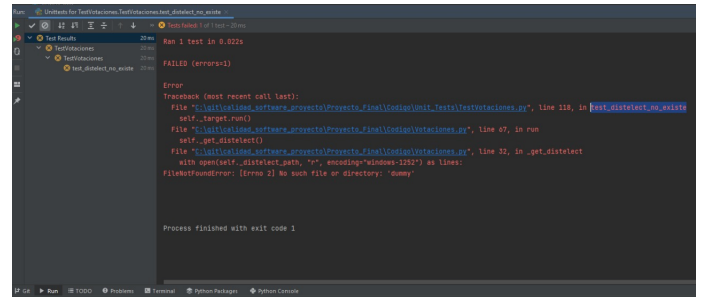 Run: Unittests for TestVotaciones.TestVotaciones.test_distelect_no_existe ×
Tests failed: 1 of 1 test – 20 ms
Test Results 20 ms
TestVotaciones 20 ms
TestVotaciones 20 ms
test_distelect_no_existe 20 ms
Ran 1 test in 0.022s
FAILED (errors=1)
Error
Traceback (most recent call last):
File "C:\git\calidad_software_proyecto\Proyecto_Final\Codigo\Unit_Tests\TestVotaciones.py", line 118, in test_distelect_no_existe
self._target.run()
File "C:\git\calidad_software_proyecto\Proyecto_Final\Codigo\Votaciones.py", line 67, in run
self._get_distelect()
File "C:\git\calidad_software_proyecto\Proyecto_Final\Codigo\Votaciones.py", line 32, in _get_distelect
with open(self._distelect_path, "r", encoding="windows-1252") as lines:
FileNotFoundError: [Errno 2] No such file or directory: 'dummy'
Process finished with exit code 1
Git Run TODO Problems Terminal Python Packages Python Console